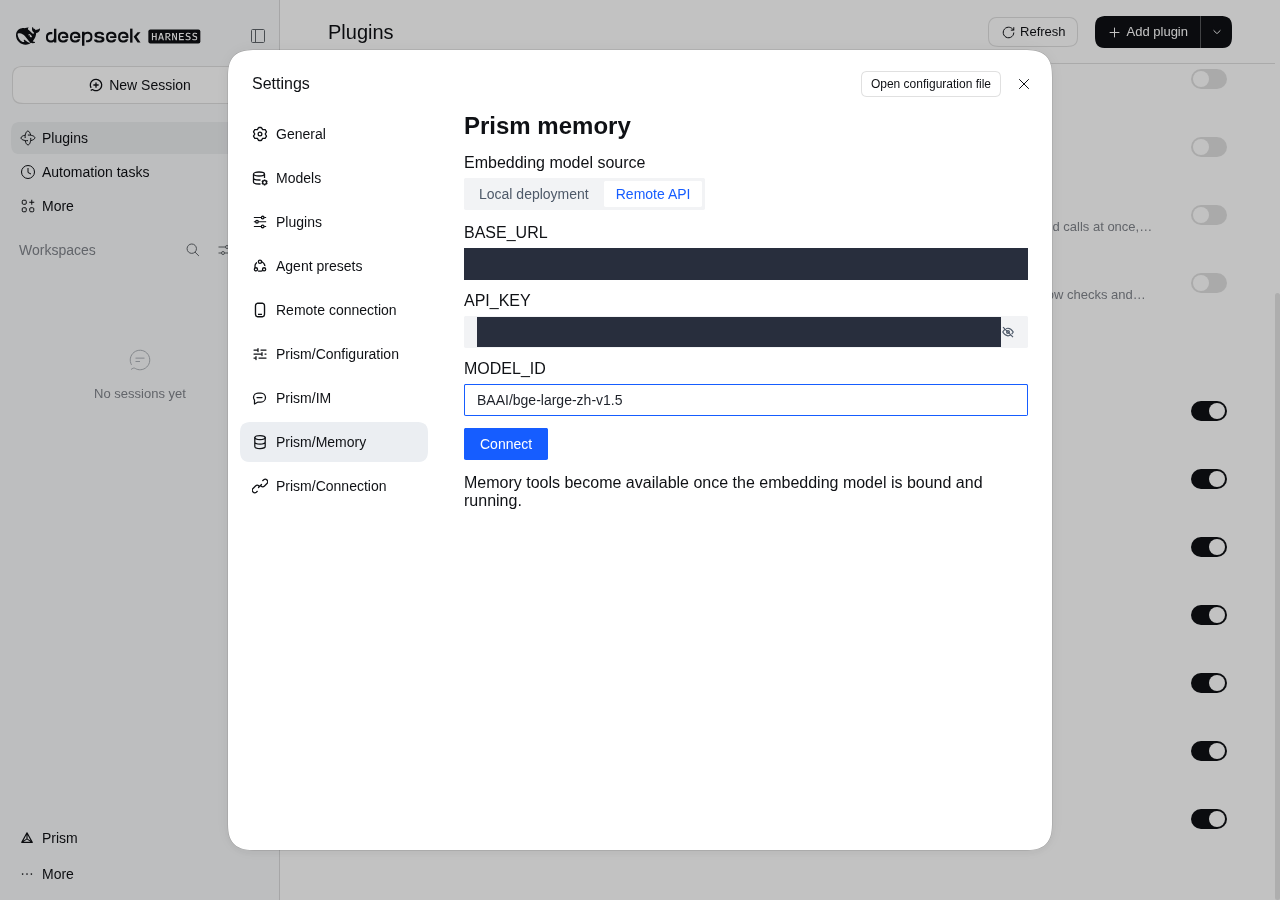 deepseek HARNESS
New Session
Plugins
Automation tasks
More
Workspaces
No sessions yet
Prism
More
Plugins
Refresh
Add plugin
d calls at once,…
ow checks and…
Settings
Open configuration file
General
Models
Plugins
Agent presets
Remote connection
Prism/Configuration
Prism/IM
Prism/Memory
Prism/Connection
Prism memory
Embedding model source
Local deployment
Remote API
BASE_URL
API_KEY
MODEL_ID
BAAI/bge-large-zh-v1.5
Connect
Memory tools become available once the embedding model is bound and
running.